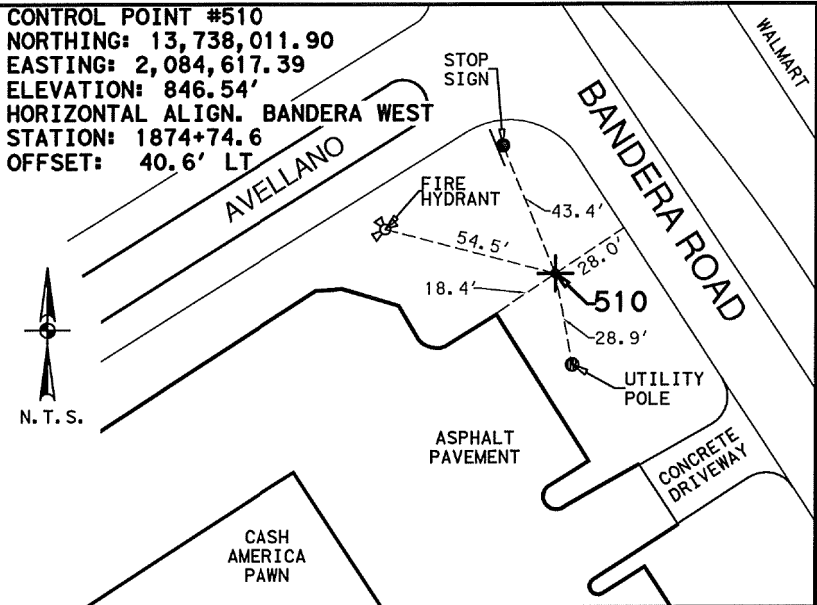 CONTROL POINT #510
NORTHING: 13,738,011.90
EASTING: 2,084,617.39
ELEVATION: 846.54'
HORIZONTAL ALIGN. BANDERA WEST
STATION: 1874+74.6
OFFSET: 40.6' LT
STOP
SIGN
WALMART
BANDERA ROAD
AVELLANO
FIRE
HYDRANT
43.4'
54.5'
28.0'
18.4'
510
28.9'
N.T.S.
UTILITY
POLE
ASPHALT
PAVEMENT
CONCRETE
DRIVEWAY
CASH
AMERICA
PAWN